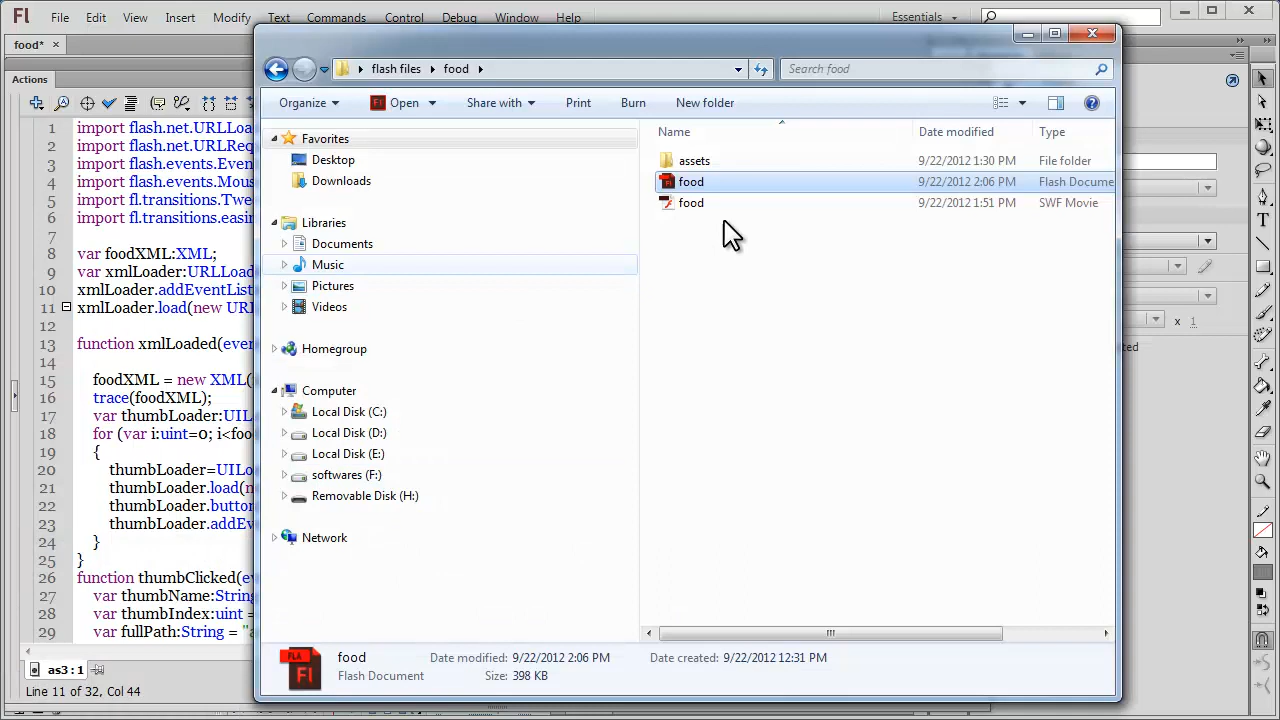 Fl File Edit View Insert Modify Text Commands Control Debug Window Help Essentials
food* ×
flash files food Search food
Actions
Organize Fl Open Share with Print Burn New folder
1 import flash.net.URLLoa
2 import flash.net.URLReq
3 import flash.events.Even
4 import flash.events.Mous
5 import fl.transitions.Twe
6 import fl.transitions.easin
7
8 var foodXML:XML;
9 var xmlLoader:URLLoad
10 xmlLoader.addEventList
11 xmlLoader.load(new UR
12
13 function xmlLoaded(eve
14
15 foodXML = new XML(
16 trace(foodXML);
17 var thumbLoader:UIL
18 for (var i:uint=0; i<foo
19 {
20 thumbLoader=UILo
21 thumbLoader.load(n
22 thumbLoader.button
23 thumbLoader.addEv
24 }
25 }
26 function thumbClicked(e
27 var thumbName:String
28 var thumbIndex:uint =
29 var fullPath:String = "a
as3:1
Line 11 of 32, Col 44
Favorites
Desktop
Downloads
Libraries
Documents
Music
Pictures
Videos
Homegroup
Computer
Local Disk (C:)
Local Disk (D:)
Local Disk (E:)
softwares (F:)
Removable Disk (H:)
Network
Name Date modified Type
assets 9/22/2012 1:30 PM File folder
food 9/22/2012 2:06 PM Flash Docume
food 9/22/2012 1:51 PM SWF Movie
x 1
ted
FLA Fl
food Date modified: 9/22/2012 2:06 PM Date created: 9/22/2012 12:31 PM
Flash Document Size: 398 KB